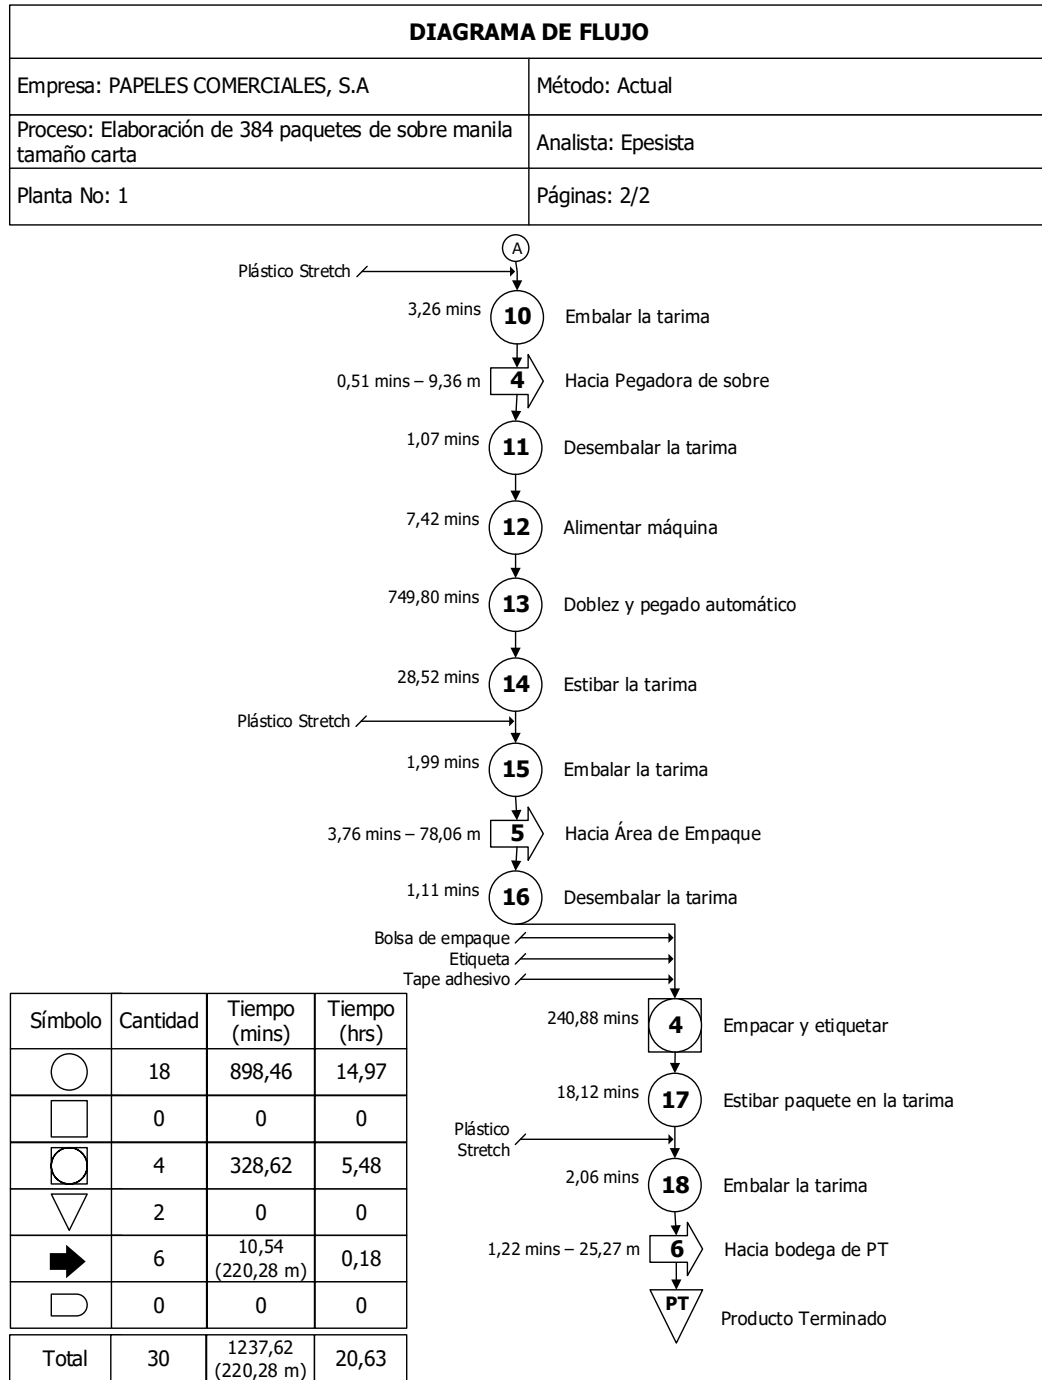 DIAGRAMA DE FLUJO
Empresa: PAPELES COMERCIALES, S.A
Método: Actual
Proceso: Elaboración de 384 paquetes de sobre manila
tamaño carta
Analista: Epesista
Planta No: 1
Páginas: 2/2
A
Plástico Stretch
3,26 mins
10
Embalar la tarima
0,51 mins – 9,36 m
4
Hacia Pegadora de sobre
1,07 mins
11
Desembalar la tarima
7,42 mins
12
Alimentar máquina
749,80 mins
13
Doblez y pegado automático
28,52 mins
14
Estibar la tarima
Plástico Stretch
1,99 mins
15
Embalar la tarima
3,76 mins – 78,06 m
5
Hacia Área de Empaque
1,11 mins
16
Desembalar la tarima
Bolsa de empaque
Etiqueta
Tape adhesivo
240,88 mins
4
Empacar y etiquetar
18,12 mins
17
Estibar paquete en la tarima
Plástico
Stretch
2,06 mins
18
Embalar la tarima
1,22 mins – 25,27 m
6
Hacia bodega de PT
PT
Producto Terminado
Símbolo
Cantidad
Tiempo
(mins)
Tiempo
(hrs)
18
898,46
14,97
0
0
0
4
328,62
5,48
2
0
0
6
10,54
(220,28 m)
0,18
0
0
0
Total
30
1237,62
(220,28 m)
20,63